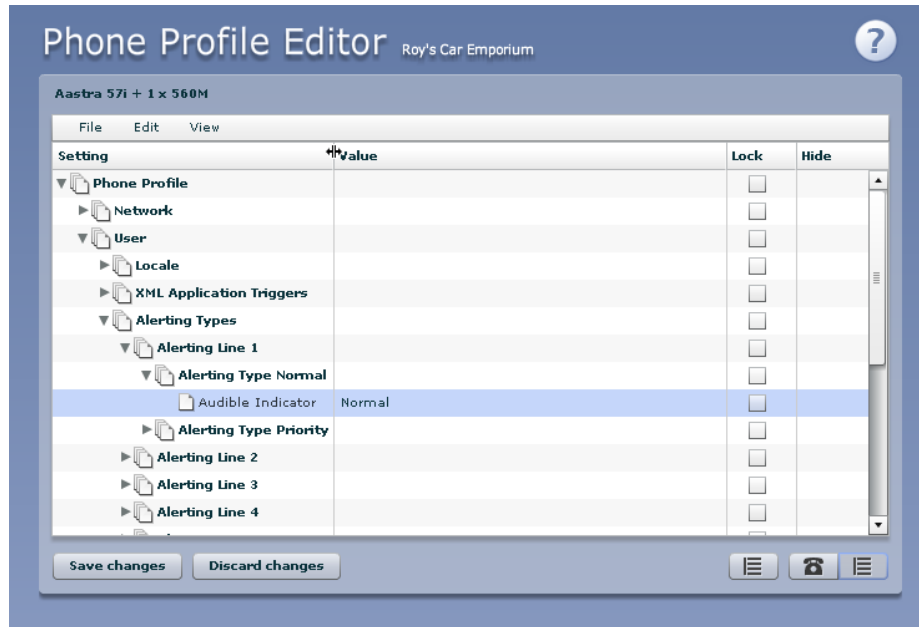 Phone Profile Editor Roy's Car Emporium ?
Aastra 57i + 1 x 560M
File Edit View
Setting Value Lock Hide
Phone Profile
Network
User
Locale
XML Application Triggers
Alerting Types
Alerting Line 1
Alerting Type Normal
Audible Indicator Normal
Alerting Type Priority
Alerting Line 2
Alerting Line 3
Alerting Line 4
Save changes Discard changes